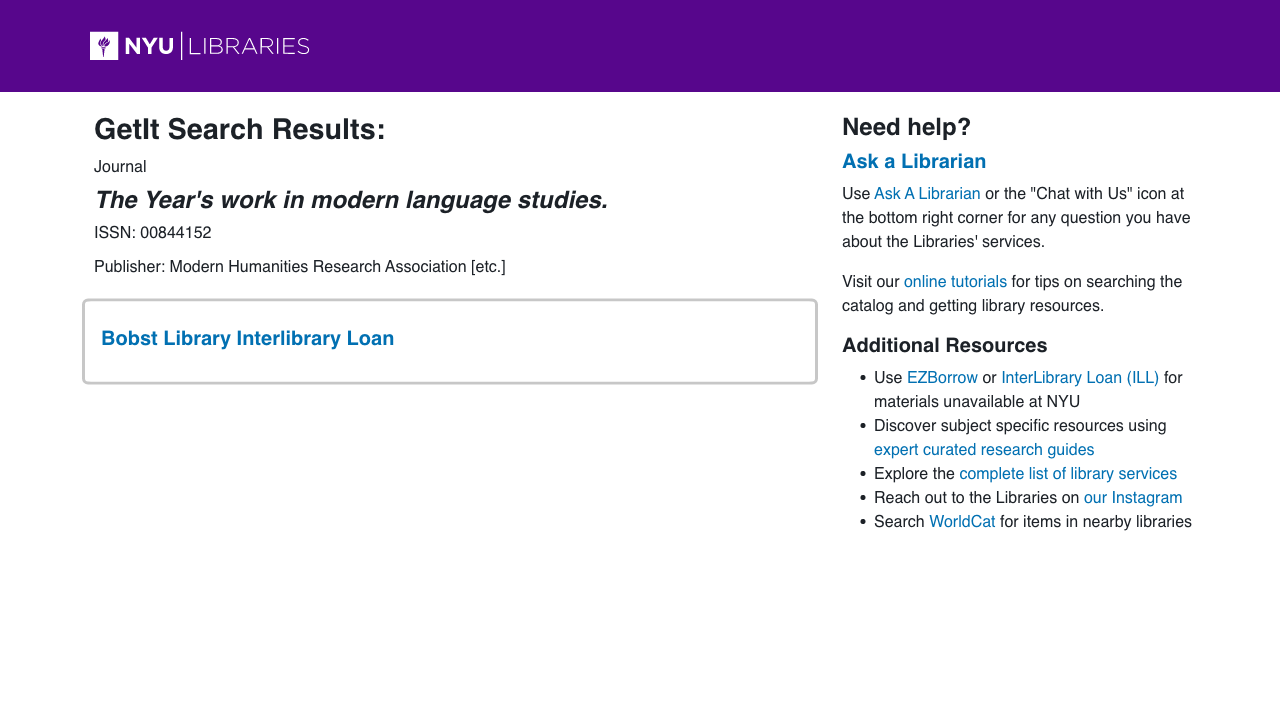 NYU LIBRARIES
GetIt Search Results:
Journal
The Year's work in modern language studies.
ISSN: 00844152
Publisher: Modern Humanities Research Association [etc.]
Bobst Library Interlibrary Loan
Need help?
Ask a Librarian
Use Ask A Librarian or the "Chat with Us" icon at
the bottom right corner for any question you have
about the Libraries' services.
Visit our online tutorials for tips on searching the
catalog and getting library resources.
Additional Resources
Use EZBorrow or InterLibrary Loan (ILL) for
materials unavailable at NYU
Discover subject specific resources using
expert curated research guides
Explore the complete list of library services
Reach out to the Libraries on our Instagram
Search WorldCat for items in nearby libraries